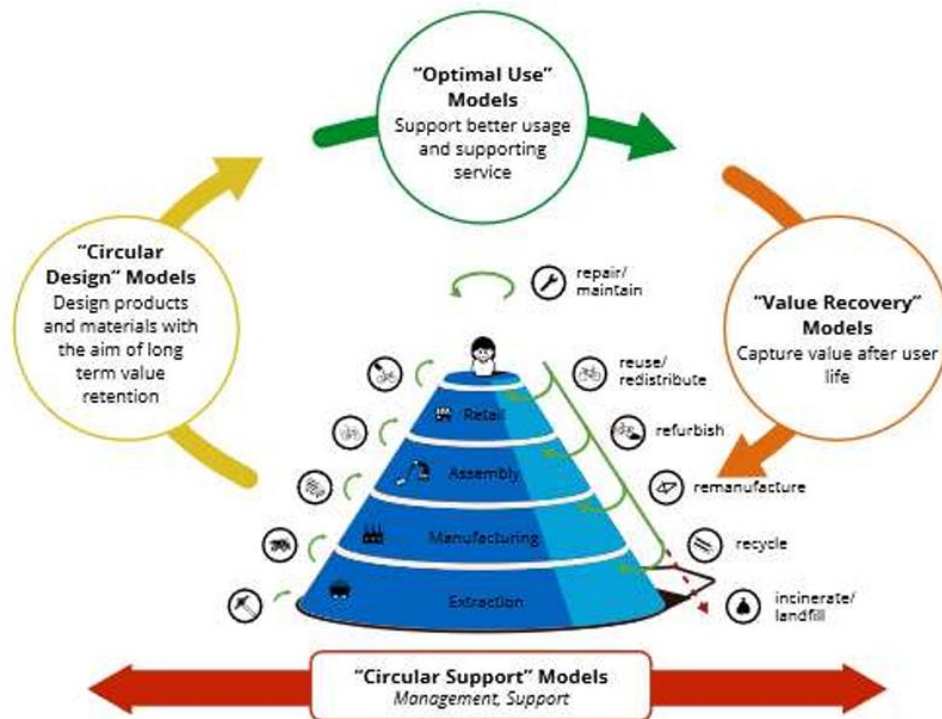 “Optimal Use”
Models
Support better usage
and supporting
service
“Circular
Design” Models
Design products
and materials with
the aim of long
term value
retention
“Value Recovery”
Models
Capture value after user
life
repair/
maintain
reuse/
redistribute
refurbish
remanufacture
recycle
incinerate/
landfill
Retail
Assembly
Manufacturing
Extraction
“Circular Support” Models
Management, Support